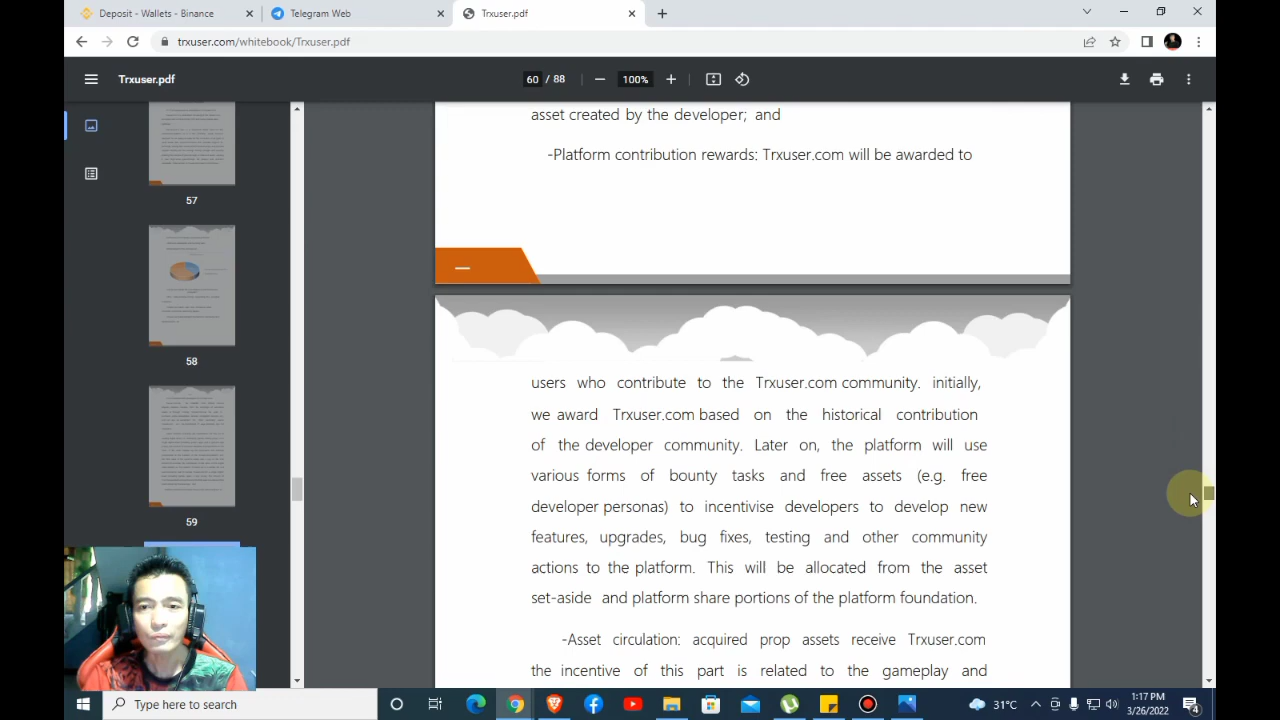 Deposit - Wallets - Binance
Telegram Web
Trxuser.pdf
trxuser.com/whitebook/Trxuser.pdf
Trxuser.pdf
60 / 88
100%
57
58
59
asset created by the developer; and
-Platform contribution rewards: Trxuser.com will be awarded to
users who contribute to the Trxuser.com community. initially,
we award Trxuser.com based on the historical contribution
of the developer community. Later on, the platform will use
various forms of bounty tasks and free assets (e.g. free
developer personas) to incentivise developers to develop new
features, upgrades, bug fixes, testing and other community
actions to the platform. This will be allocated from the asset
set-aside and platform share portions of the platform foundation.
-Asset circulation: acquired prop assets receive Trxuser.com
the incentive of this part is related to the gameplay and
Type here to search
31°C
1:17 PM
3/26/2022
4